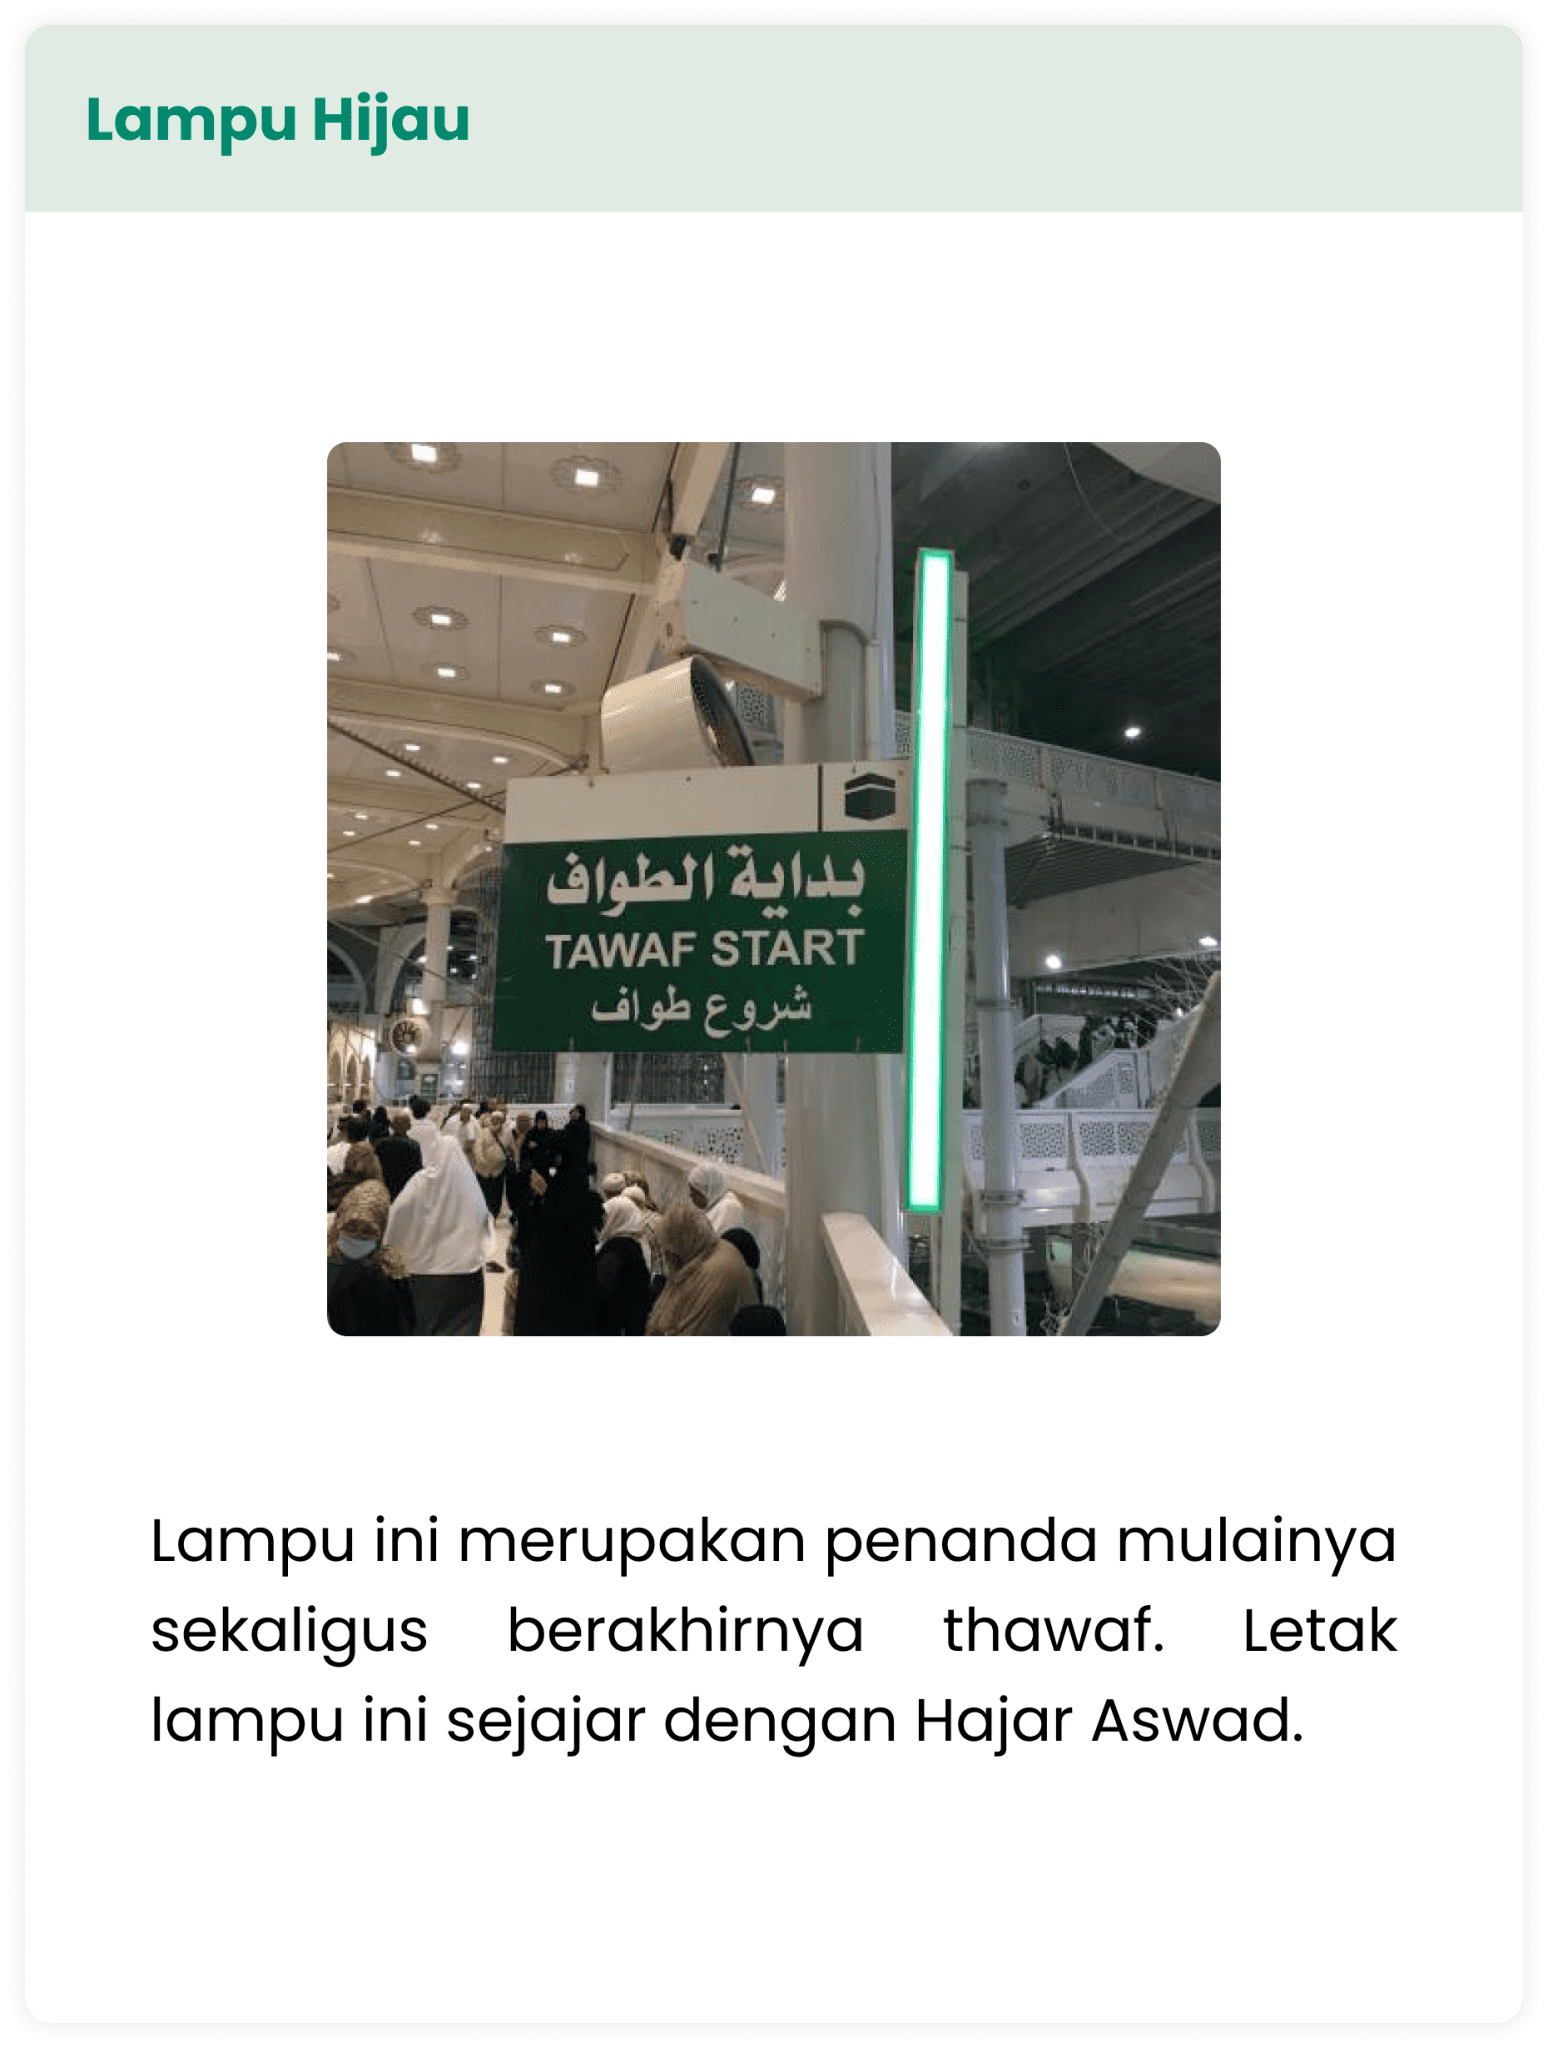 Lampu Hijau
بداية الطواف
TAWAF START
شروع طواف
Lampu ini merupakan penanda mulainya
sekaligus berakhirnya thawaf. Letak
lampu ini sejajar dengan Hajar Aswad.